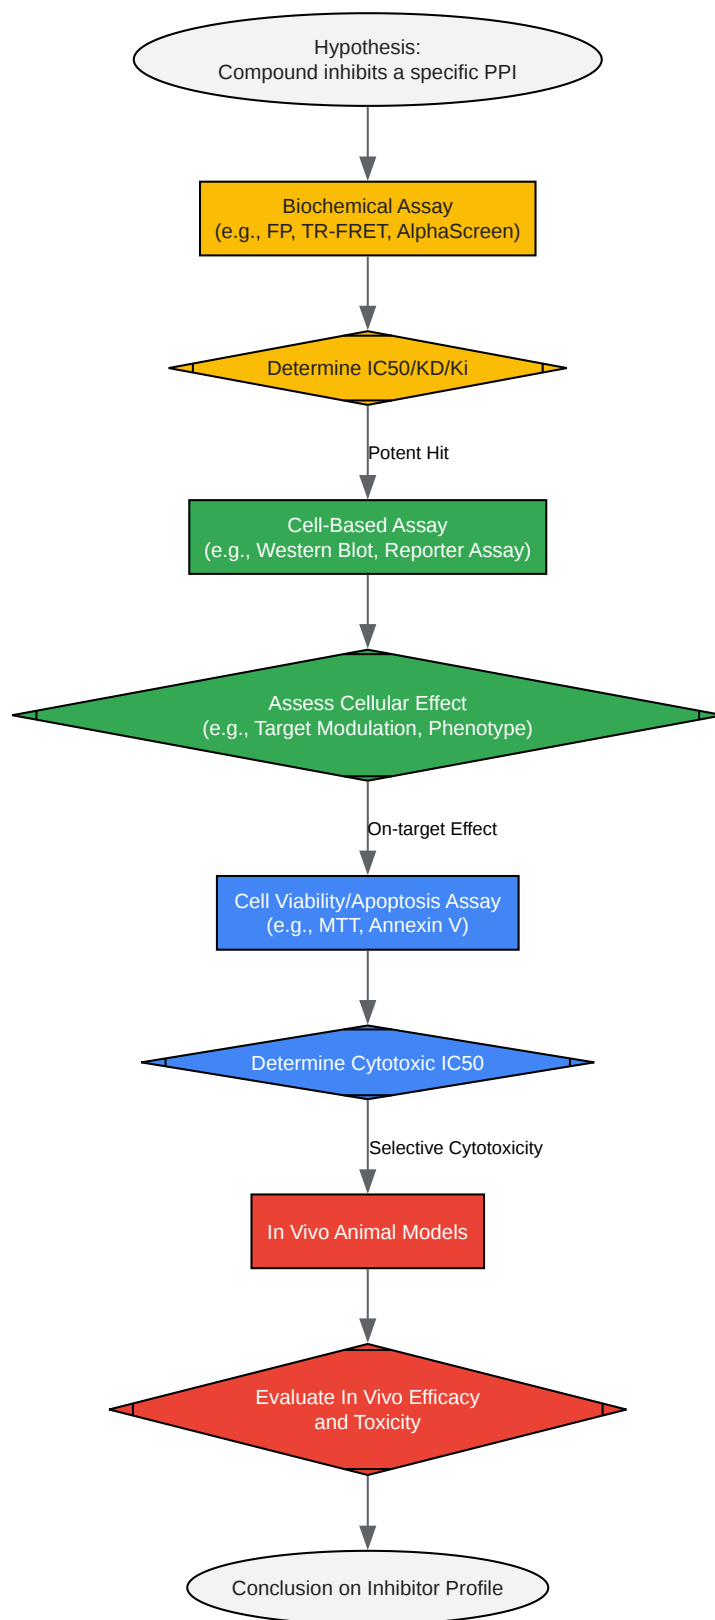 Hypothesis:
Compound inhibits a specific PPI
Biochemical Assay
(e.g., FP, TR-FRET, AlphaScreen)
Determine IC50/KD/Ki
Potent Hit
Cell-Based Assay
(e.g., Western Blot, Reporter Assay)
Assess Cellular Effect
(e.g., Target Modulation, Phenotype)
On-target Effect
Cell Viability/Apoptosis Assay
(e.g., MTT, Annexin V)
Determine Cytotoxic IC50
Selective Cytotoxicity
In Vivo Animal Models
Evaluate In Vivo Efficacy
and Toxicity
Conclusion on Inhibitor Profile